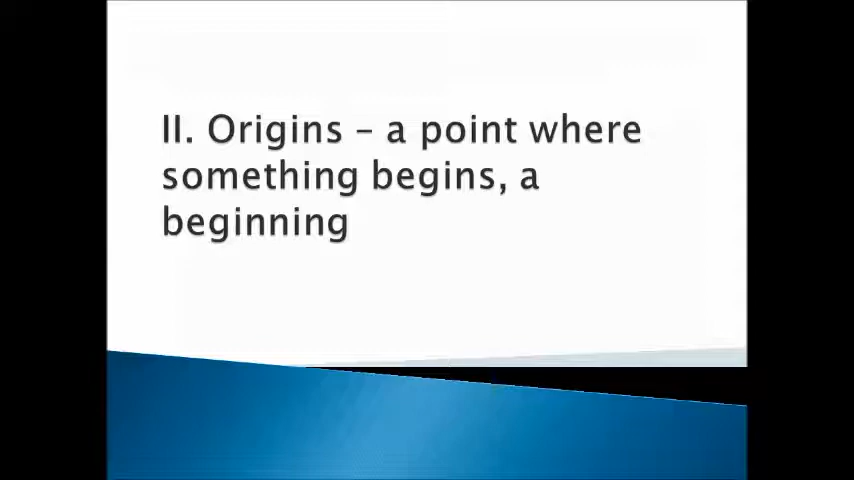 II. Origins – a point where
something begins, a
beginning